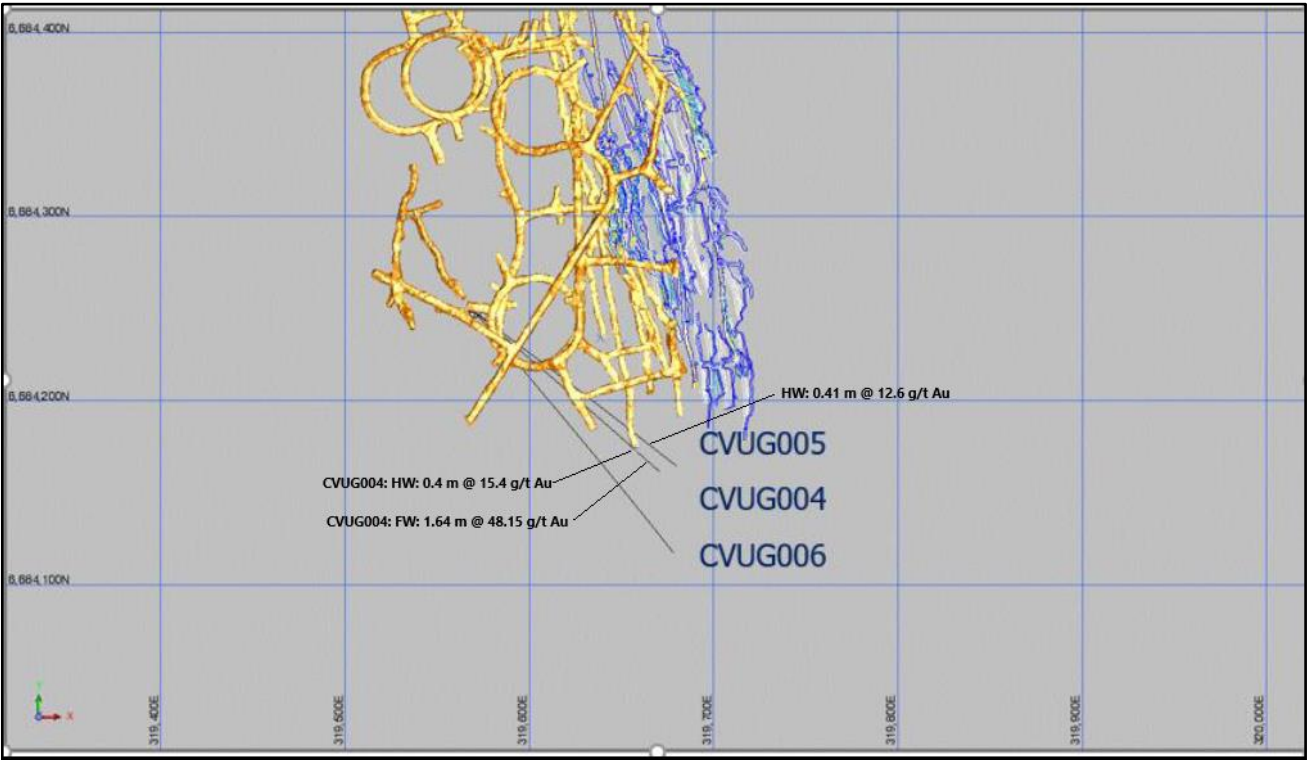 6,684,400N
6,684,300N
6,684,200N
HW: 0.41 m @ 12.6 g/t Au
CVUG005
CVUG004: HW: 0.4 m @ 15.4 g/t Au
CVUG004
CVUG004: FW: 1.64 m @ 48.15 g/t Au
CVUG006
6,684,100N
Y
X
319,400E
319,500E
319,600E
319,700E
319,800E
319,900E
320,000E